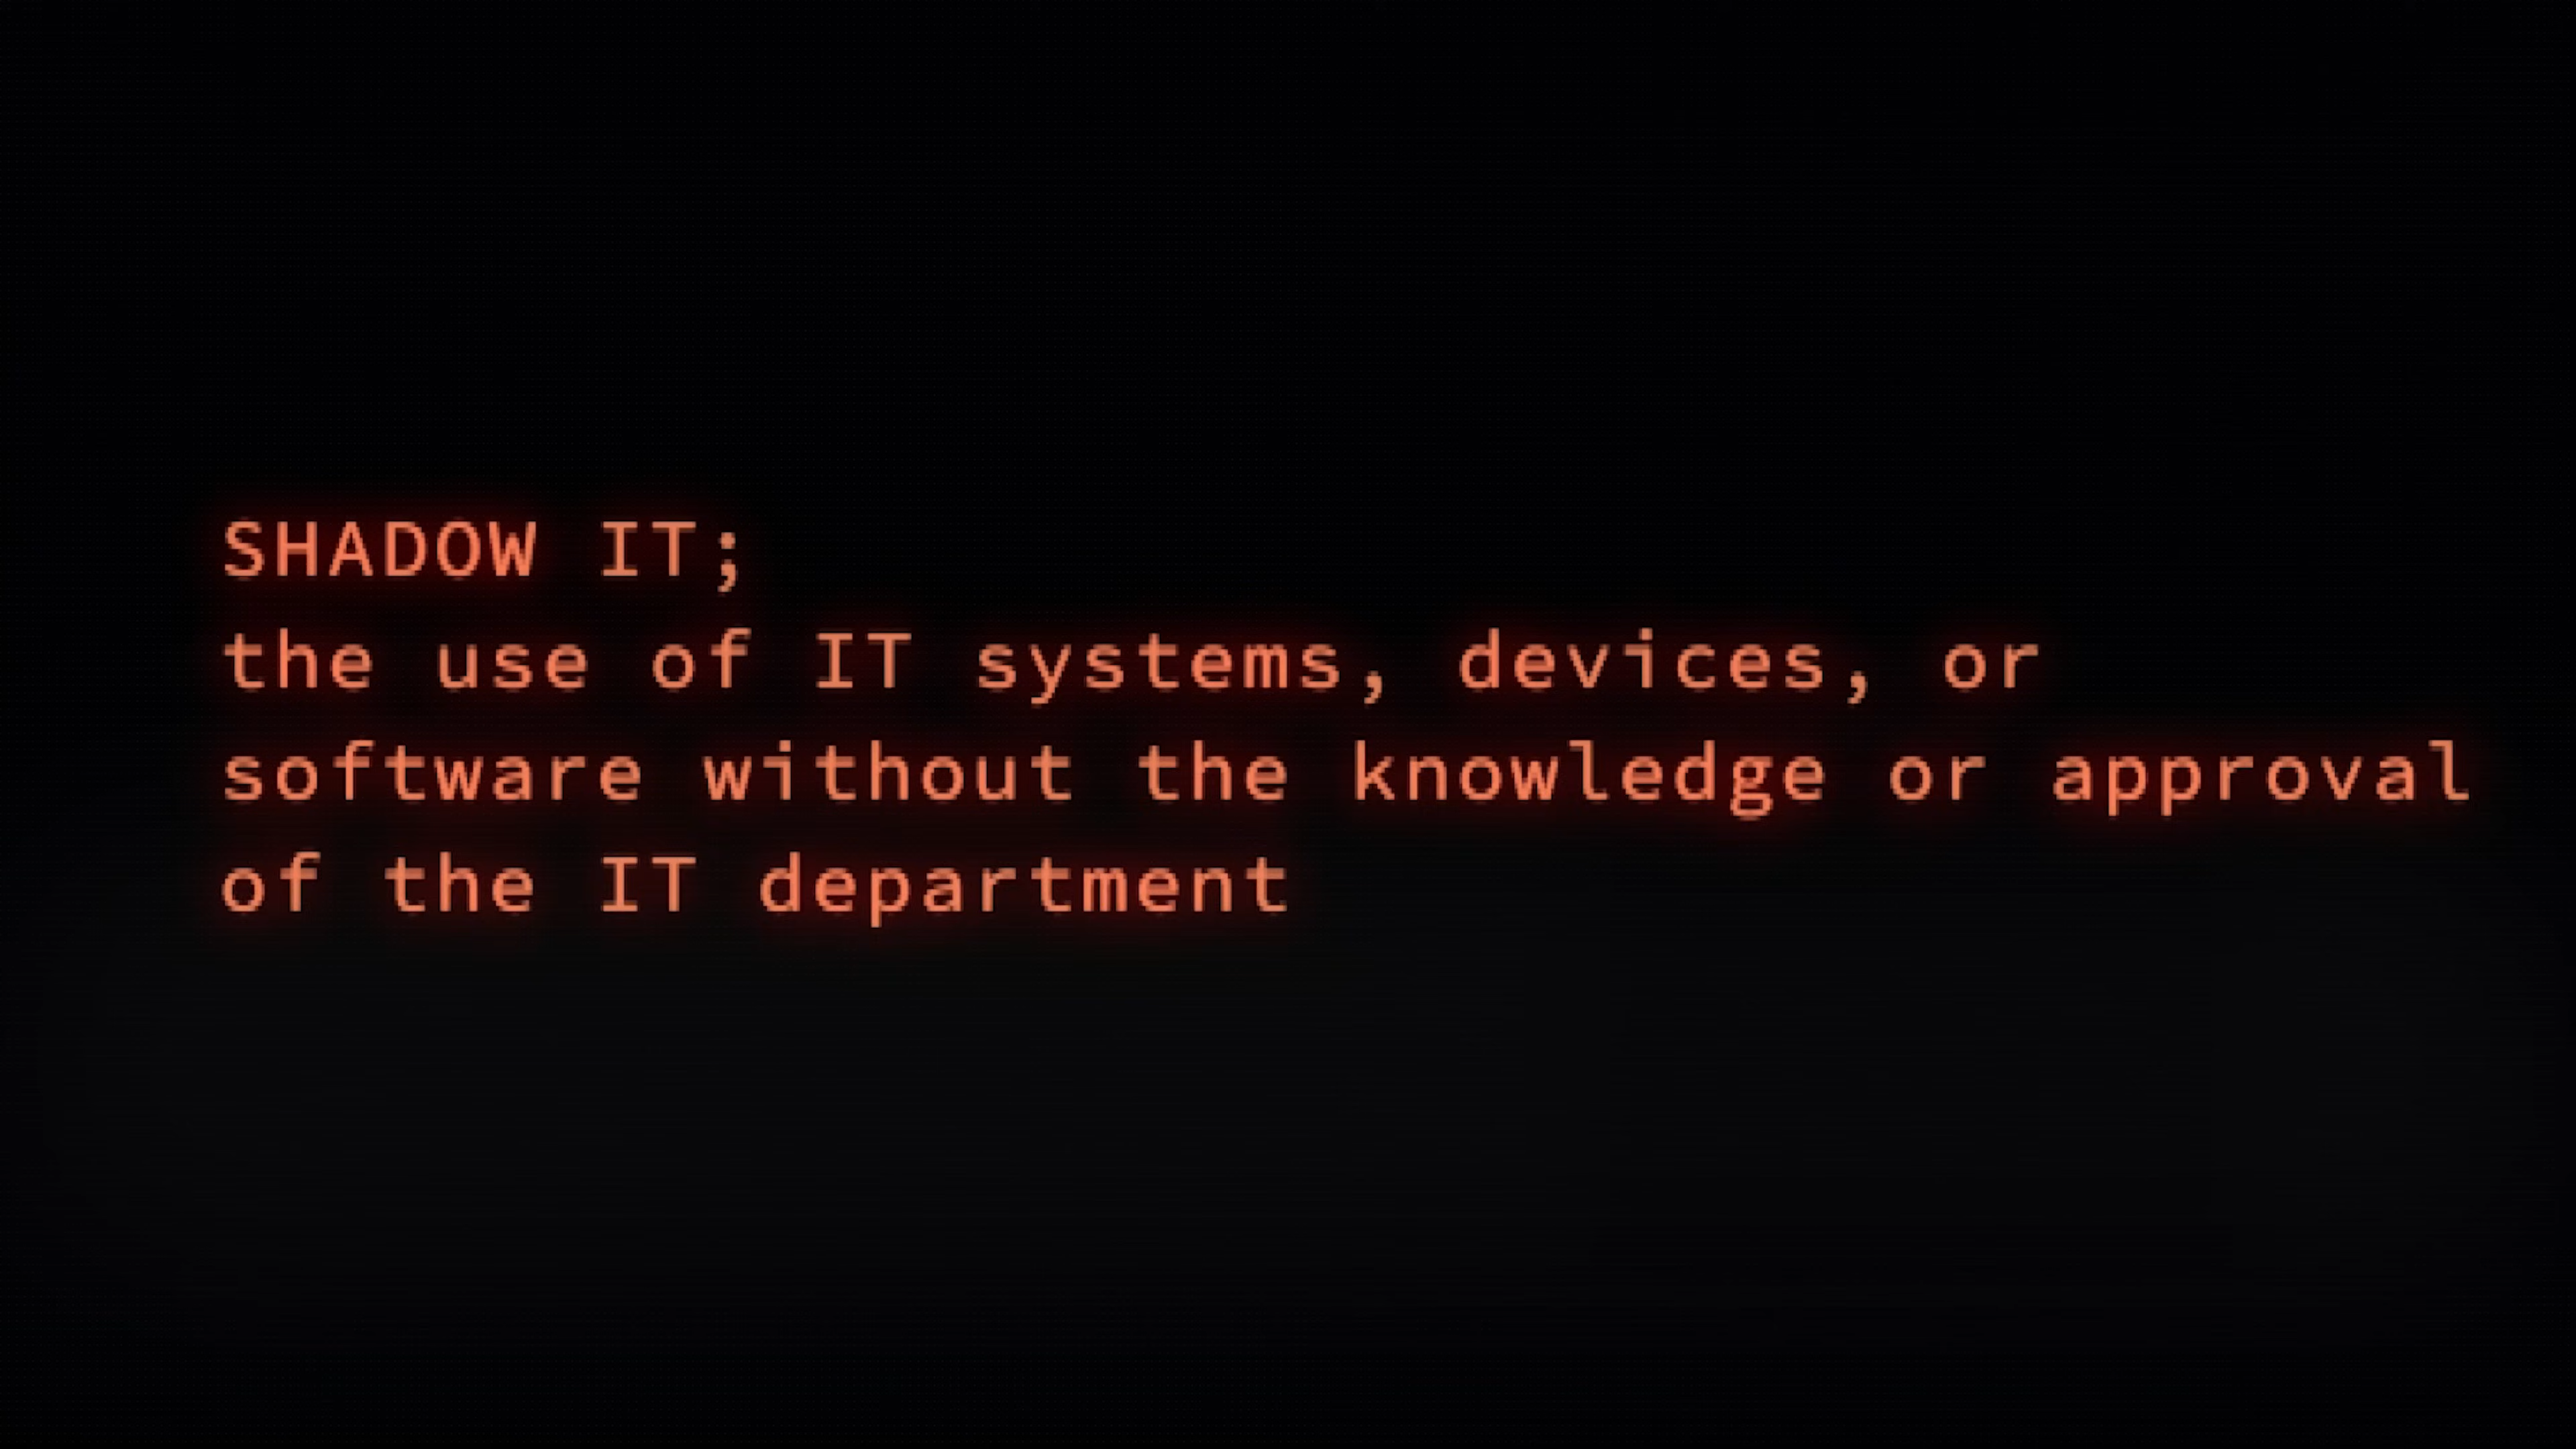 SHADOW IT;
the use of IT systems, devices, or
software without the knowledge or approval
of the IT department